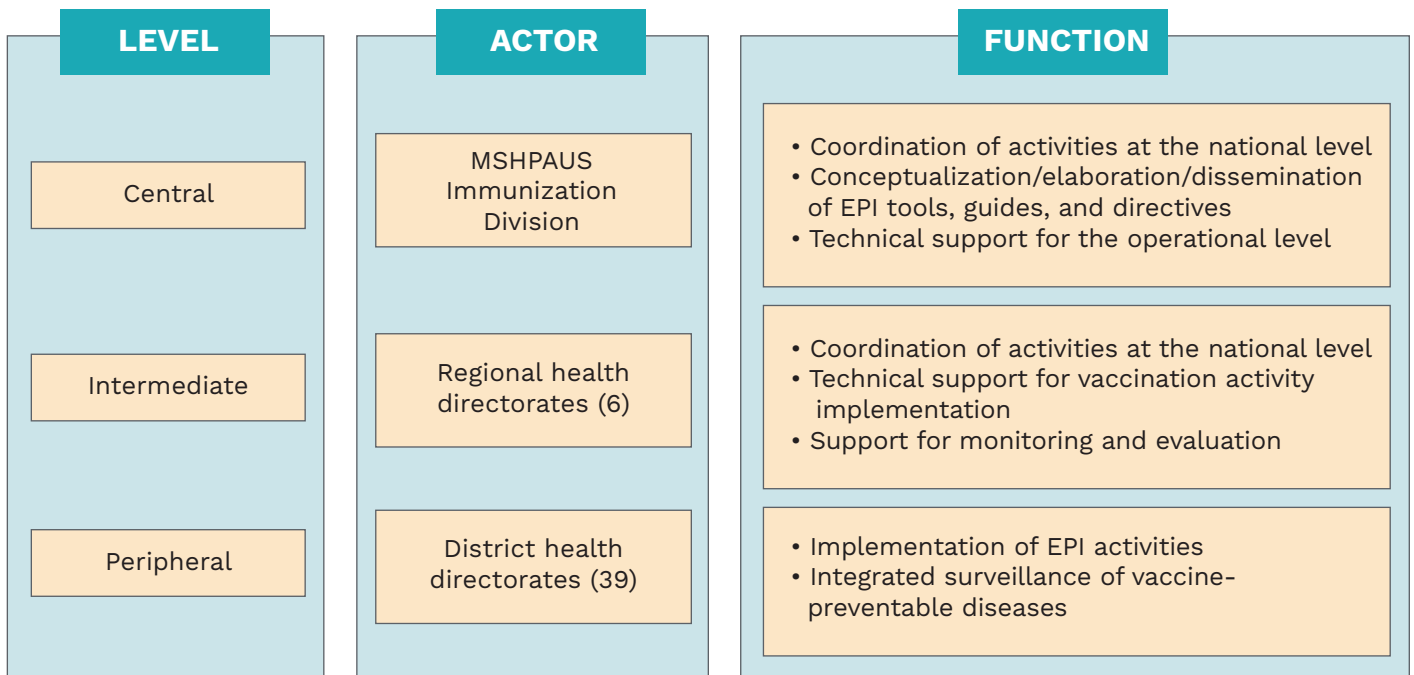 LEVEL
ACTOR
FUNCTION
Central
MSHPAUS
Immunization
Division
• Coordination of activities at the national level
• Conceptualization/elaboration/dissemination
of EPI tools, guides, and directives
• Technical support for the operational level
Intermediate
Regional health
directorates (6)
• Coordination of activities at the national level
• Technical support for vaccination activity
implementation
• Support for monitoring and evaluation
Peripheral
District health
directorates (39)
• Implementation of EPI activities
• Integrated surveillance of vaccine-
preventable diseases